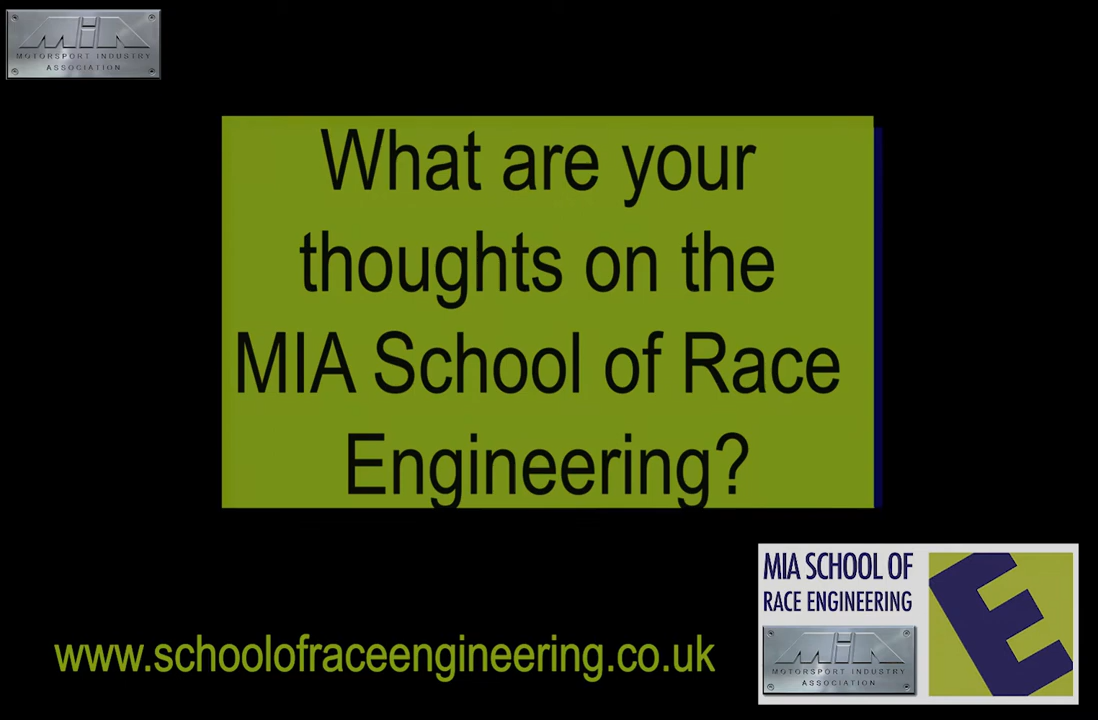 MIA
MOTORSPORT INDUSTRY
ASSOCIATION
What are your
thoughts on the
MIA School of Race
Engineering?
www.schoolofraceengineering.co.uk
MIA SCHOOL OF
RACE ENGINEERING
MIA
MOTORSPORT INDUSTRY
ASSOCIATION
E